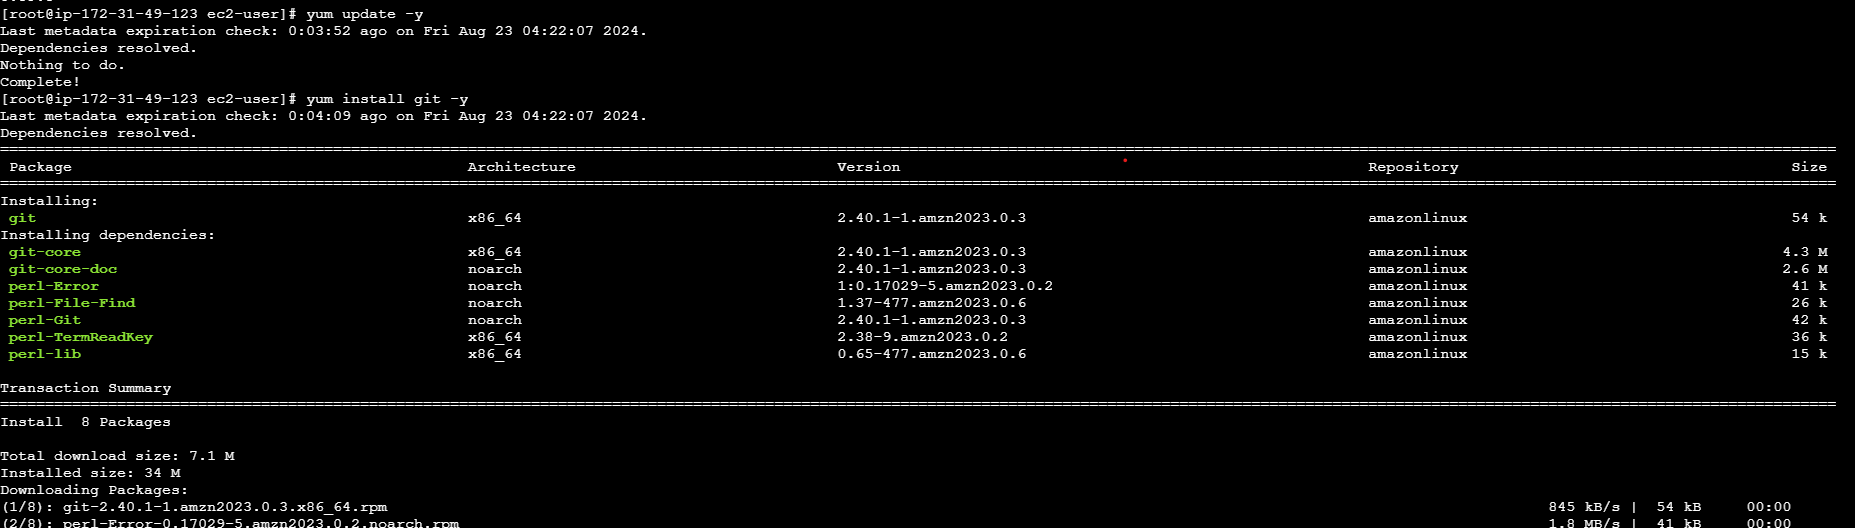 [root@ip-172-31-49-123 ec2-user]# yum update -y
Last metadata expiration check: 0:03:52 ago on Fri Aug 23 04:22:07 2024.
Dependencies resolved.
Nothing to do.
Complete!
[root@ip-172-31-49-123 ec2-user]# yum install git -y
Last metadata expiration check: 0:04:09 ago on Fri Aug 23 04:22:07 2024.
Dependencies resolved.
Package Architecture Version Repository Size
Installing:
git x86_64 2.40.1-1.amzn2023.0.3 amazonlinux 54 k
Installing dependencies:
git-core x86_64 2.40.1-1.amzn2023.0.3 amazonlinux 4.3 M
git-core-doc noarch 2.40.1-1.amzn2023.0.3 amazonlinux 2.6 M
perl-Error noarch 1:0.17029-5.amzn2023.0.2 amazonlinux 41 k
perl-File-Find noarch 1.37-477.amzn2023.0.6 amazonlinux 26 k
perl-Git noarch 2.40.1-1.amzn2023.0.3 amazonlinux 42 k
perl-TermReadKey x86_64 2.38-9.amzn2023.0.2 amazonlinux 36 k
perl-lib x86_64 0.65-477.amzn2023.0.6 amazonlinux 15 k
Transaction Summary
Install 8 Packages
Total download size: 7.1 M
Installed size: 34 M
Downloading Packages:
(1/8): git-2.40.1-1.amzn2023.0.3.x86_64.rpm 845 kB/s | 54 kB 00:00
(2/8): perl-Error-0.17029-5.amzn2023.0.2.noarch.rpm 1.8 MB/s | 41 kB 00:00